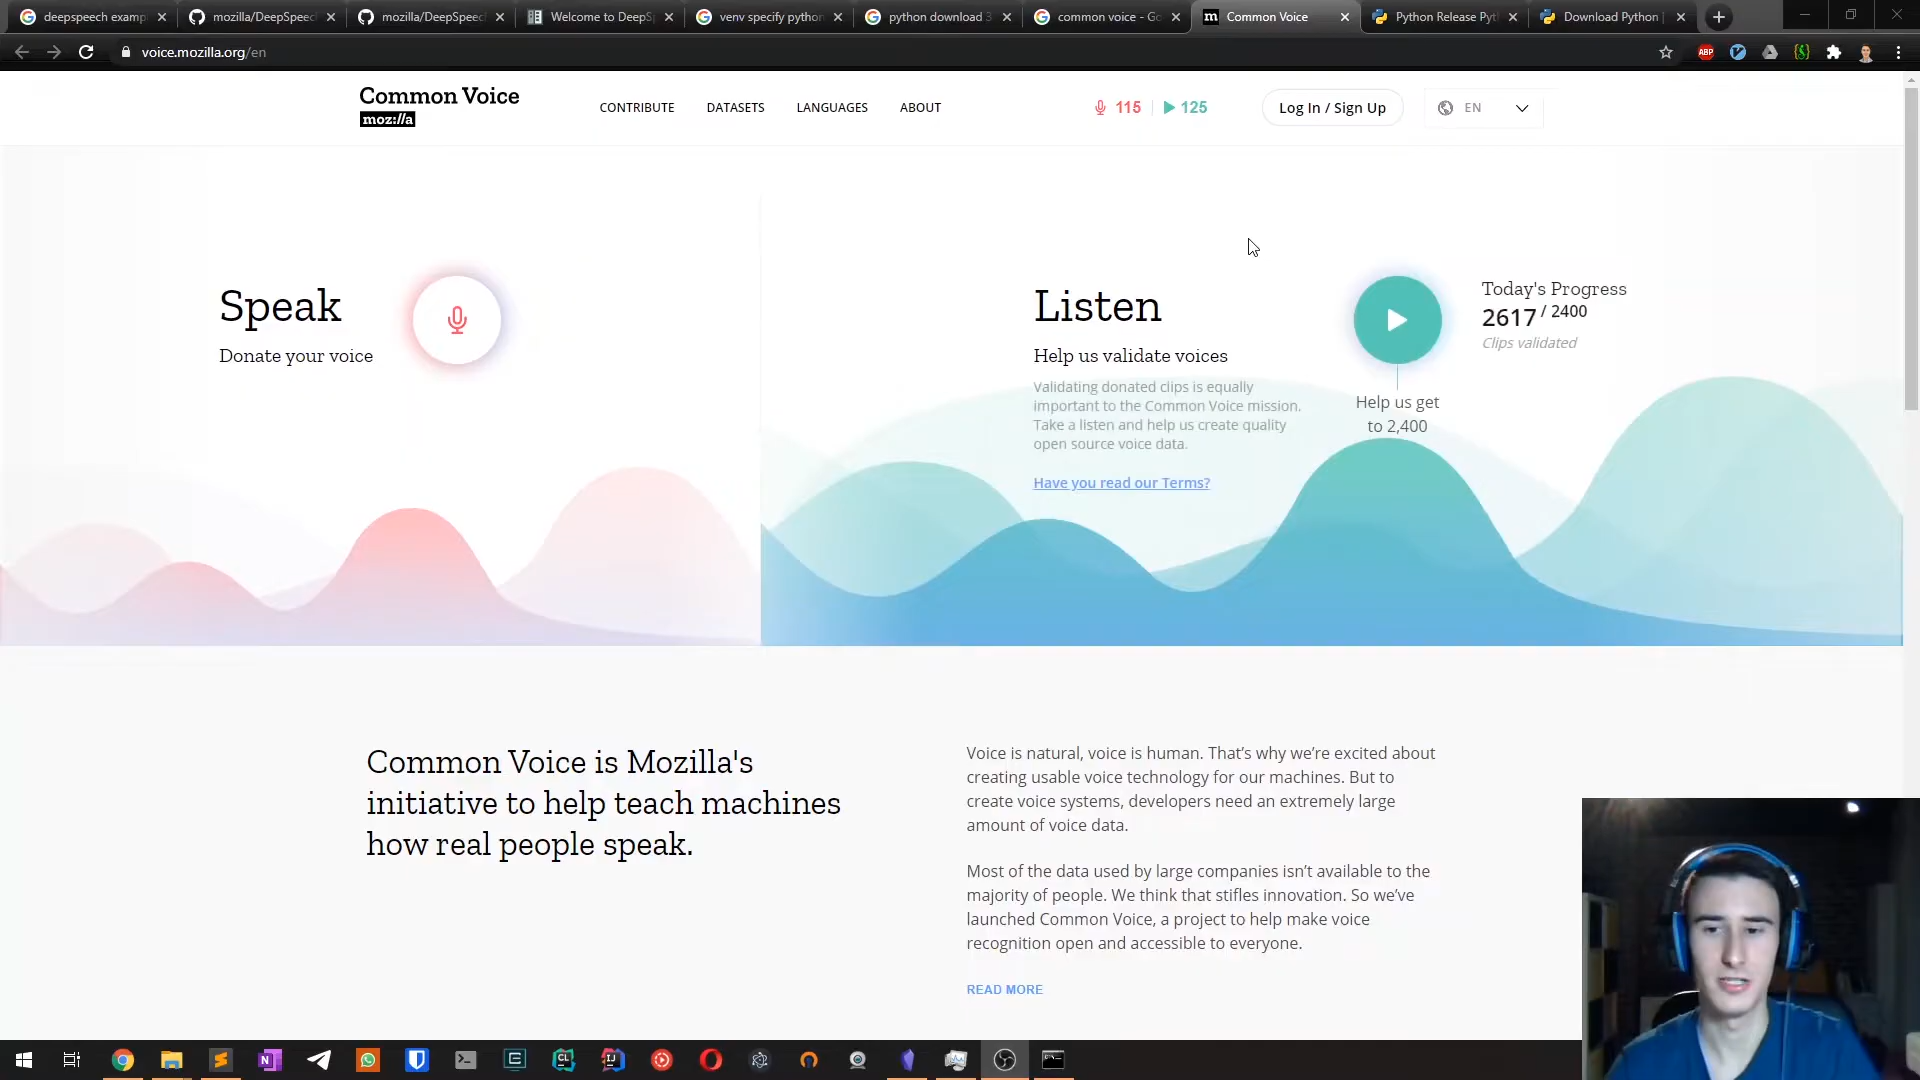 deepspeech examp
mozilla/DeepSpeec
mozilla/DeepSpeec
Welcome to DeepSp
venv specify python
python download 3
common voice - Go
Common Voice
Python Release Pyt
Download Python |
voice.mozilla.org/en
ABP
Common Voice
moz://a
CONTRIBUTE
DATASETS
LANGUAGES
ABOUT
115
125
Log In / Sign Up
EN
Speak
Donate your voice
Listen
Help us validate voices
Validating donated clips is equally
important to the Common Voice mission.
Take a listen and help us create quality
open source voice data.
Have you read our Terms?
Help us get
to 2,400
Today's Progress
2617 / 2400
Clips validated
Common Voice is Mozilla's
initiative to help teach machines
how real people speak.
Voice is natural, voice is human. That’s why we’re excited about
creating usable voice technology for our machines. But to
create voice systems, developers need an extremely large
amount of voice data.
Most of the data used by large companies isn’t available to the
majority of people. We think that stifles innovation. So we’ve
launched Common Voice, a project to help make voice
recognition open and accessible to everyone.
READ MORE